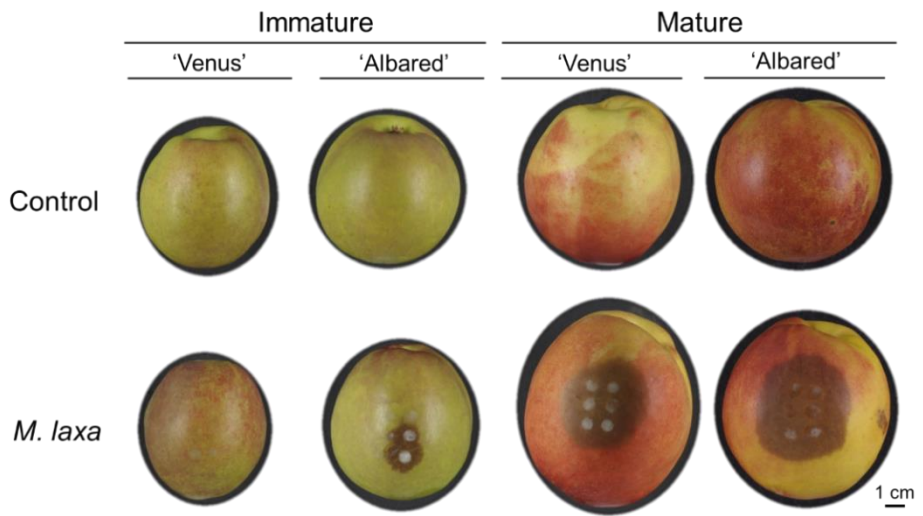 Immature Mature
‘Venus’ ‘Albared’ ‘Venus’ ‘Albared’
Control
M. laxa
1 cm